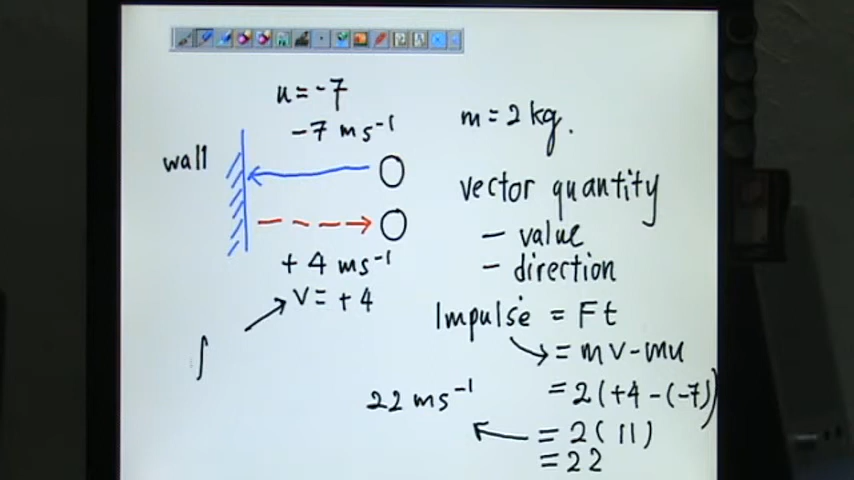 u = -7
-7 ms⁻¹
wall
+ 4 ms⁻¹
v = + 4
m = 2 kg.
vector quantity
- value
- direction
Impulse = Ft
= mv - mu
= 2 ( +4 - (-7))
= 2 ( 11 )
= 22
22 ms⁻¹